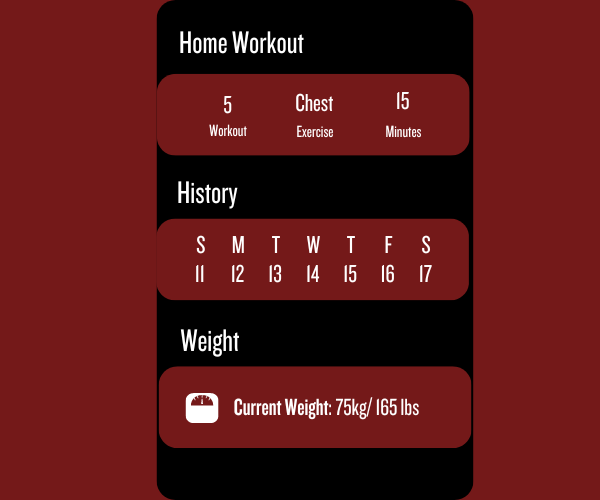 Home Workout
5 Chest 15
Workout Exercise Minutes
History
S M T W T F S
11 12 13 14 15 16 17
Weight
Current Weight: 75kg/ 165 lbs